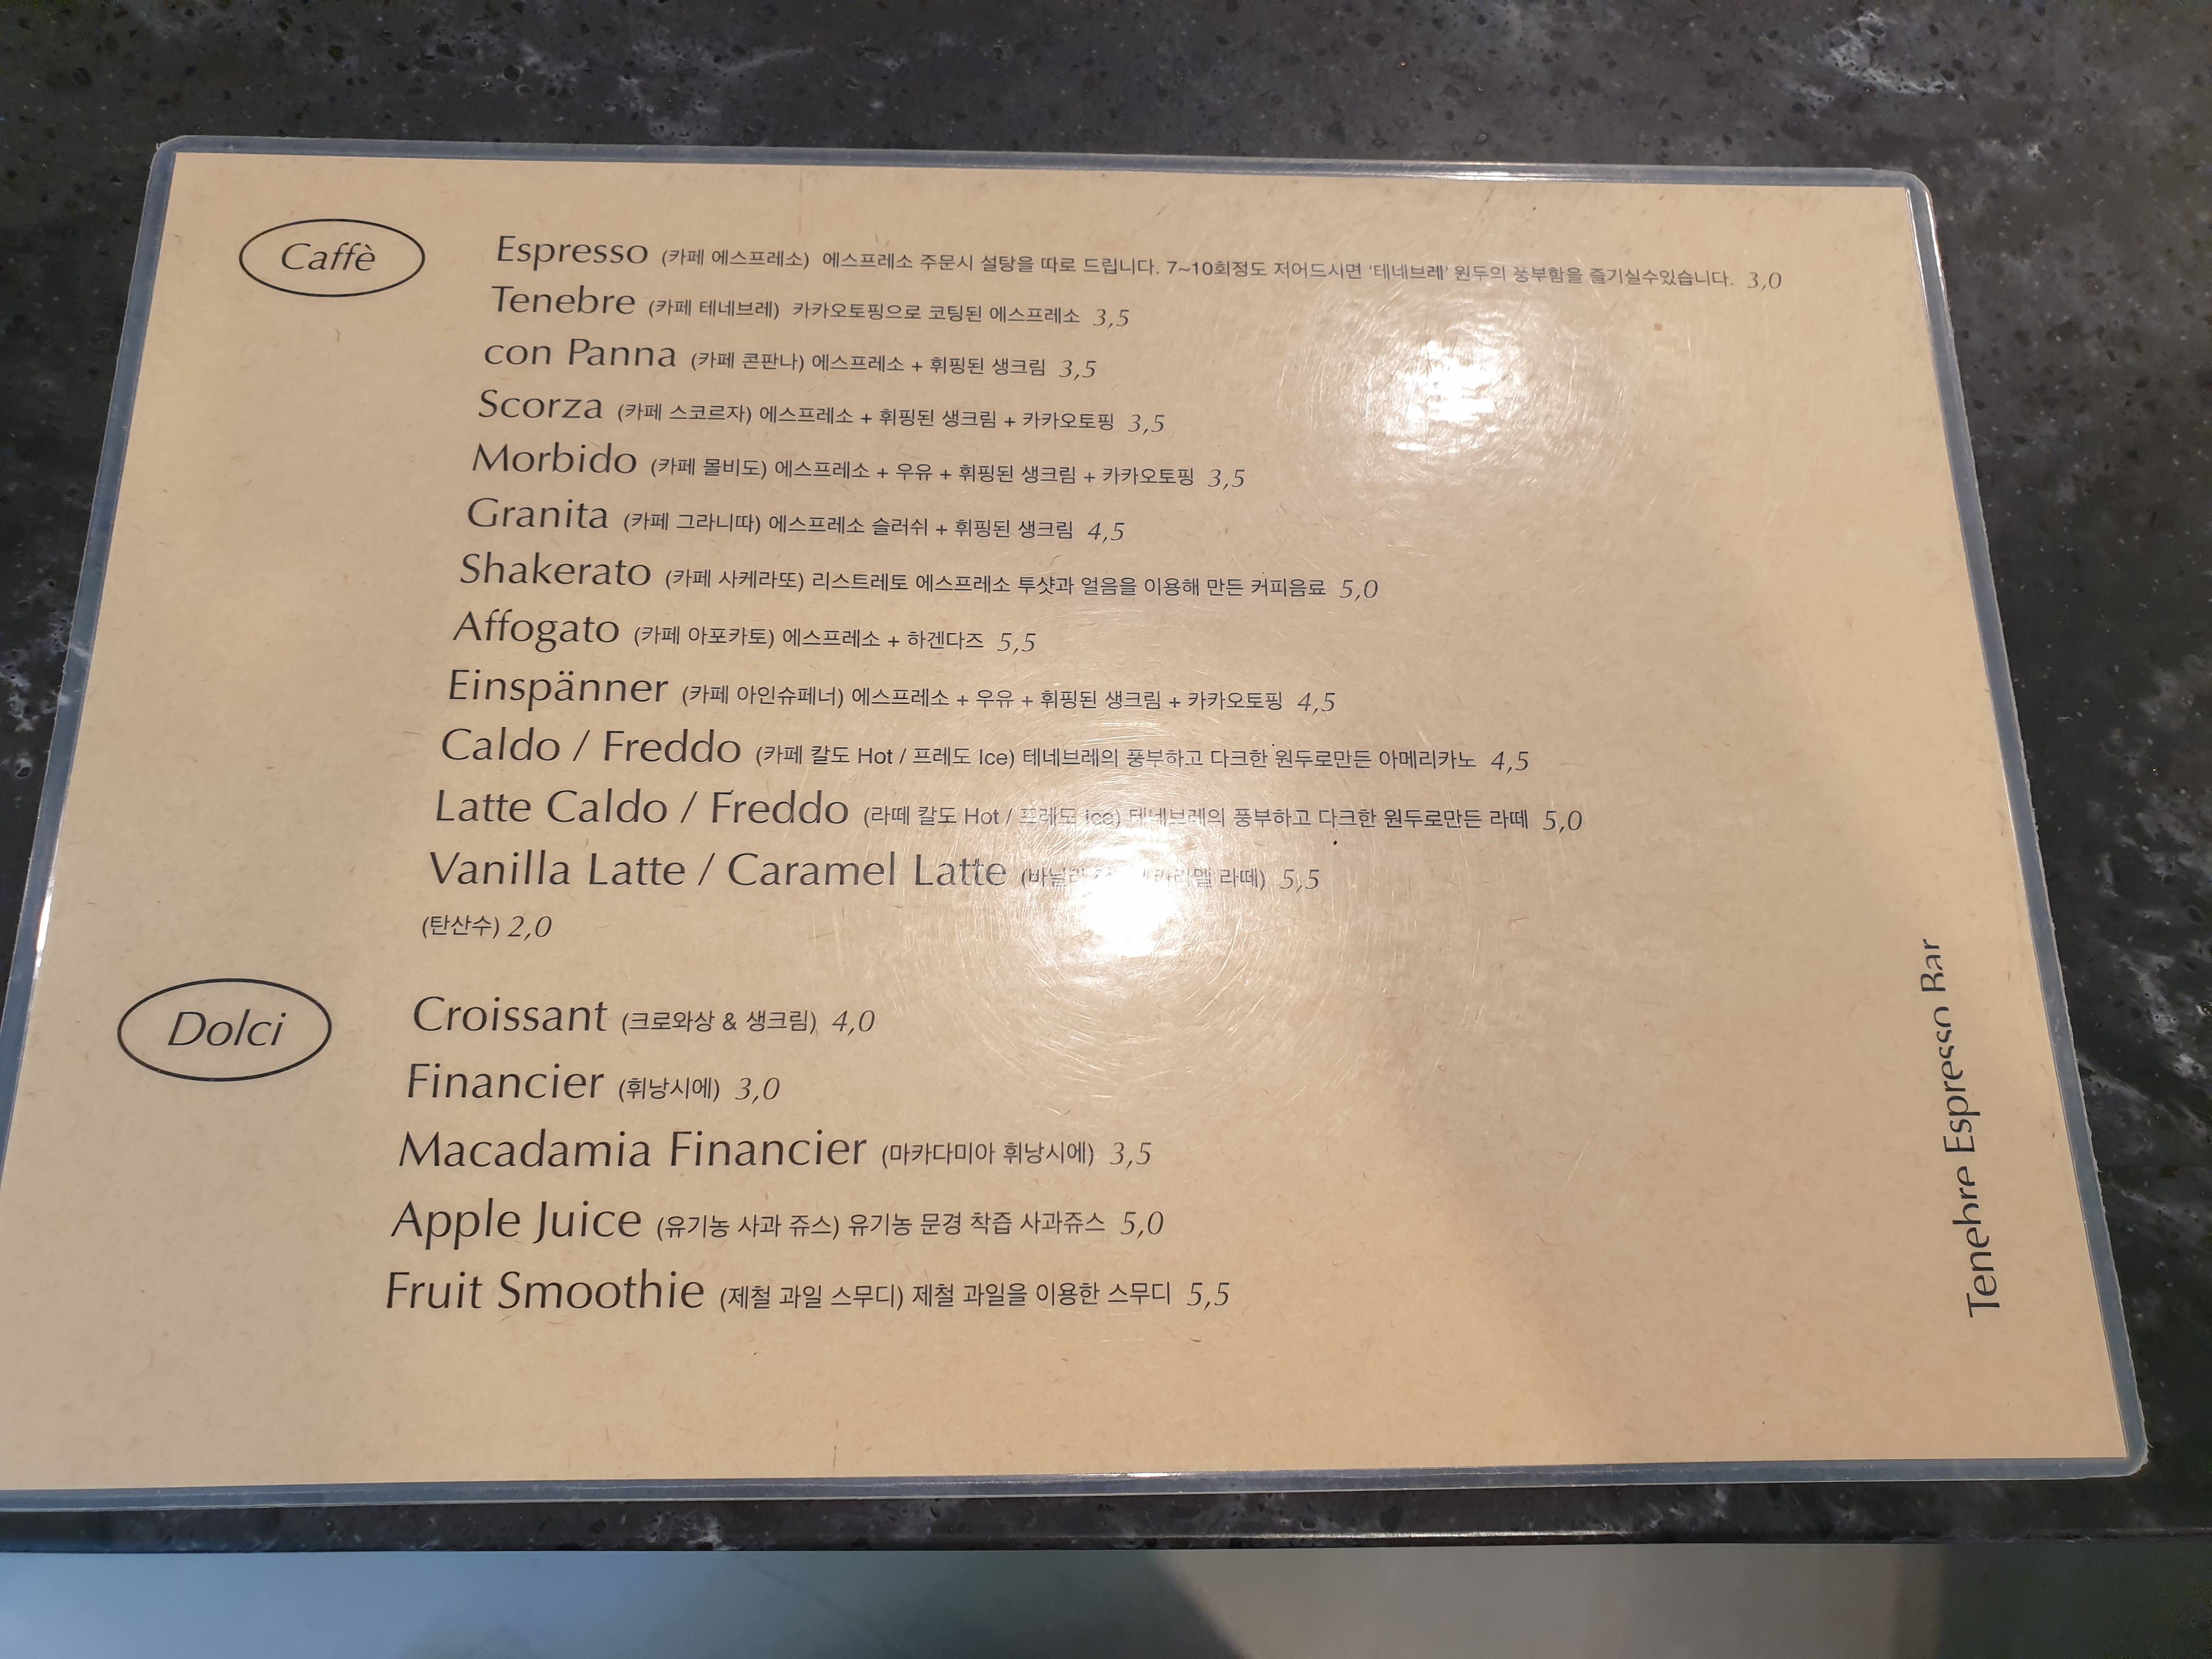 Caffè
Espresso (카페 에스프레소) 에스프레소 주문시 설탕을 따로 드립니다. 7~10회정도 저어드시면 '테네브레' 원두의 풍부함을 즐기실수있습니다. 3,0
Tenebre (카페 테네브레) 카카오토핑으로 코팅된 에스프레소 3,5
con Panna (카페 콘판나) 에스프레소 + 휘핑된 생크림 3,5
Scorza (카페 스코르자) 에스프레소 + 휘핑된 생크림 + 카카오토핑 3,5
Morbido (카페 몰비도) 에스프레소 + 우유 + 휘핑된 생크림 + 카카오토핑 3,5
Granita (카페 그라니따) 에스프레소 슬러쉬 + 휘핑된 생크림 4,5
Shakerato (카페 사케라또) 리스트레토 에스프레소 투샷과 얼음을 이용해 만든 커피음료 5,0
Affogato (카페 아포카토) 에스프레소 + 하겐다즈 5,5
Einspänner (카페 아인슈페너) 에스프레소 + 우유 + 휘핑된 생크림 + 카카오토핑 4,5
Caldo / Freddo (카페 칼도 Hot / 프레도 Ice) 테네브레의 풍부하고 다크한 원두로만든 아메리카노 4,5
Latte Caldo / Freddo (라떼 칼도 Hot / 프레도 Ice) 테네브레의 풍부하고 다크한 원두로만든 라떼 5,0
Vanilla Latte / Caramel Latte (바닐라 라떼) 5,5
(탄산수) 2,0
Dolci
Croissant (크로와상 & 생크림) 4,0
Financier (휘낭시에) 3,0
Macadamia Financier (마카다미아 휘낭시에) 3,5
Apple Juice (유기농 사과 쥬스) 유기농 문경 착즙 사과쥬스 5,0
Fruit Smoothie (제철 과일 스무디) 제철 과일을 이용한 스무디 5,5
Tenebre Espresso Bar